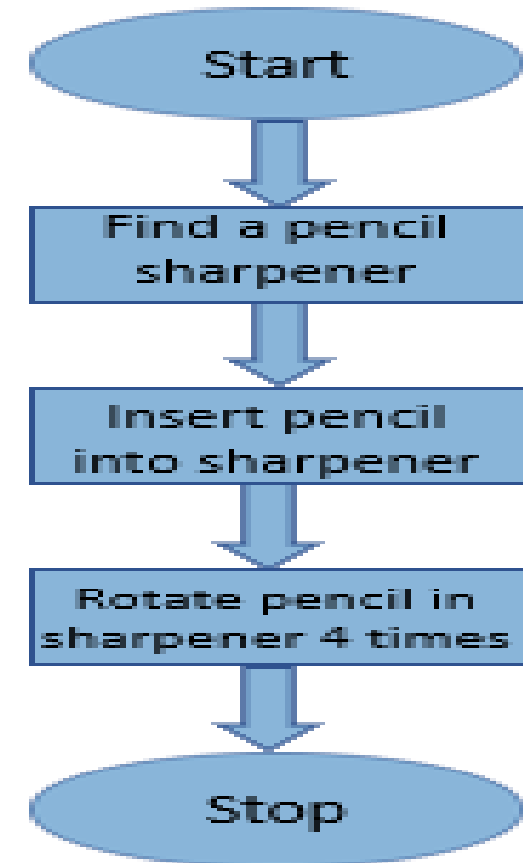 Start
Find a pencil
sharpener
Insert pencil
into sharpener
Rotate pencil in
sharpener 4 times
Stop